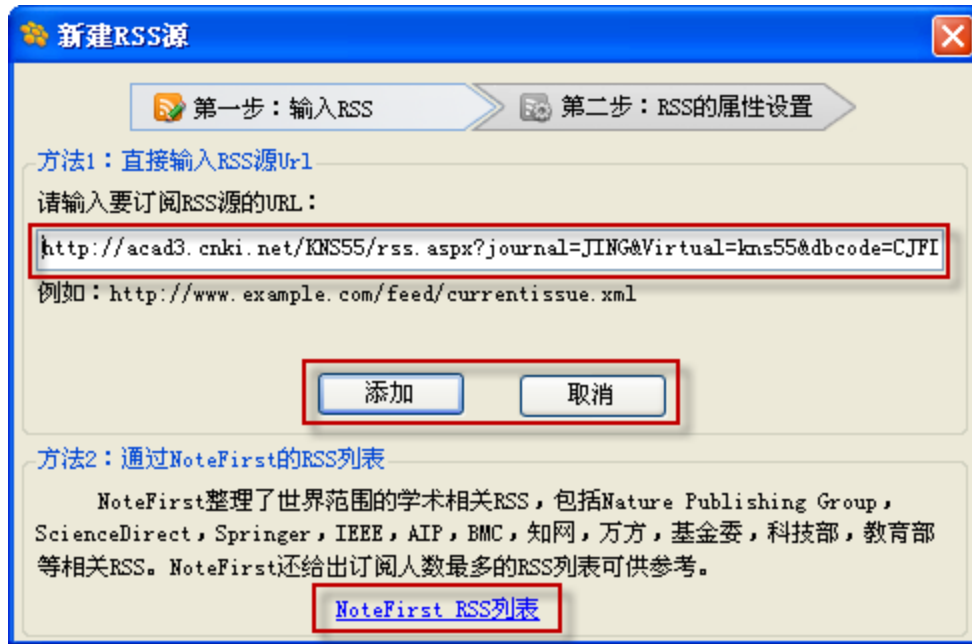 新建RSS源
第一步：输入RSS
第二步：RSS的属性设置
方法1：直接输入RSS源Url
请输入要订阅RSS源的URL：
http://acad3.cnki.net/KNS55/rss.aspx?journal=JING&Virtual=kns55&dbcode=CJFI
例如：http://www.example.com/feed/currentissue.xml
添加
取消
方法2：通过NoteFirst的RSS列表
NoteFirst整理了世界范围的学术相关RSS，包括Nature Publishing Group，
ScienceDirect，Springer，IEEE，AIP，BMC，知网，万方，基金委，科技部，教育部
等相关RSS。NoteFirst还给出订阅人数最多的RSS列表可供参考。
NoteFirst RSS列表